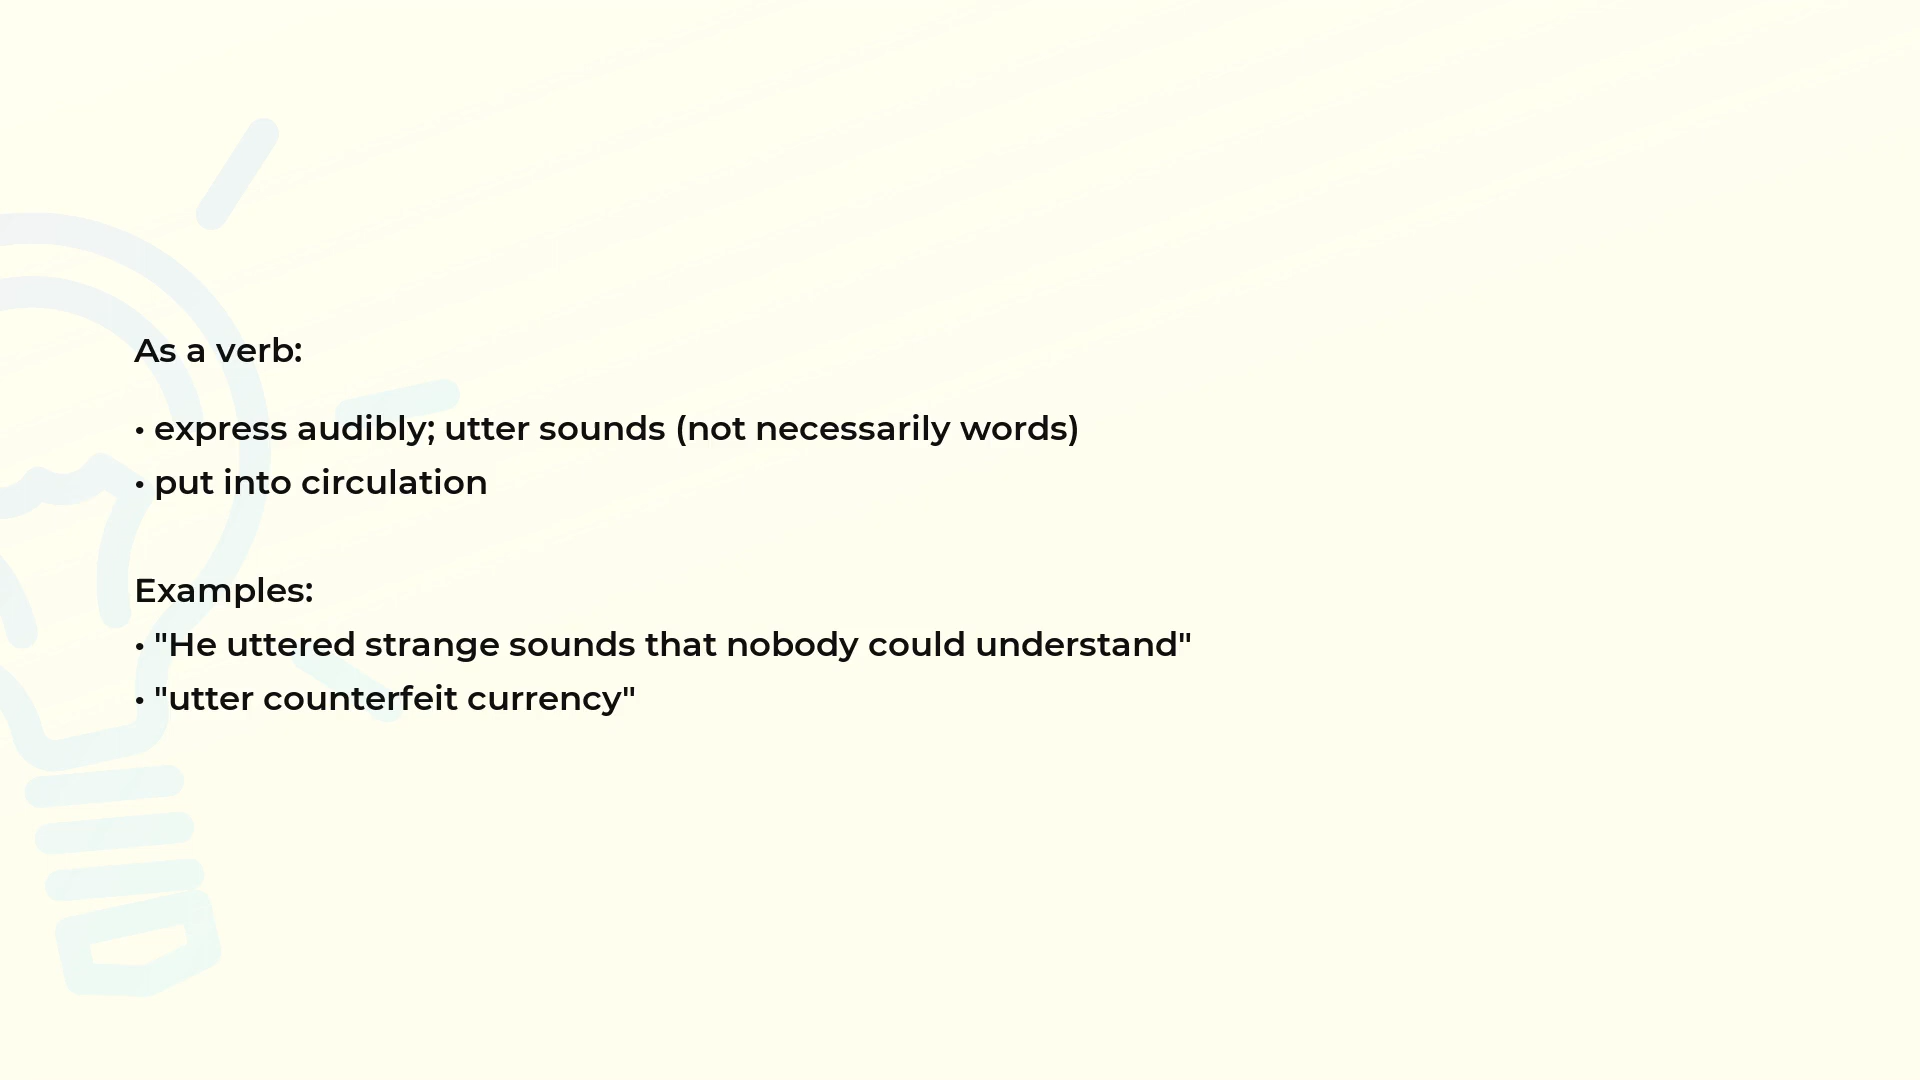 As a verb:
• express audibly; utter sounds (not necessarily words)
• put into circulation
Examples:
• "He uttered strange sounds that nobody could understand"
• "utter counterfeit currency"